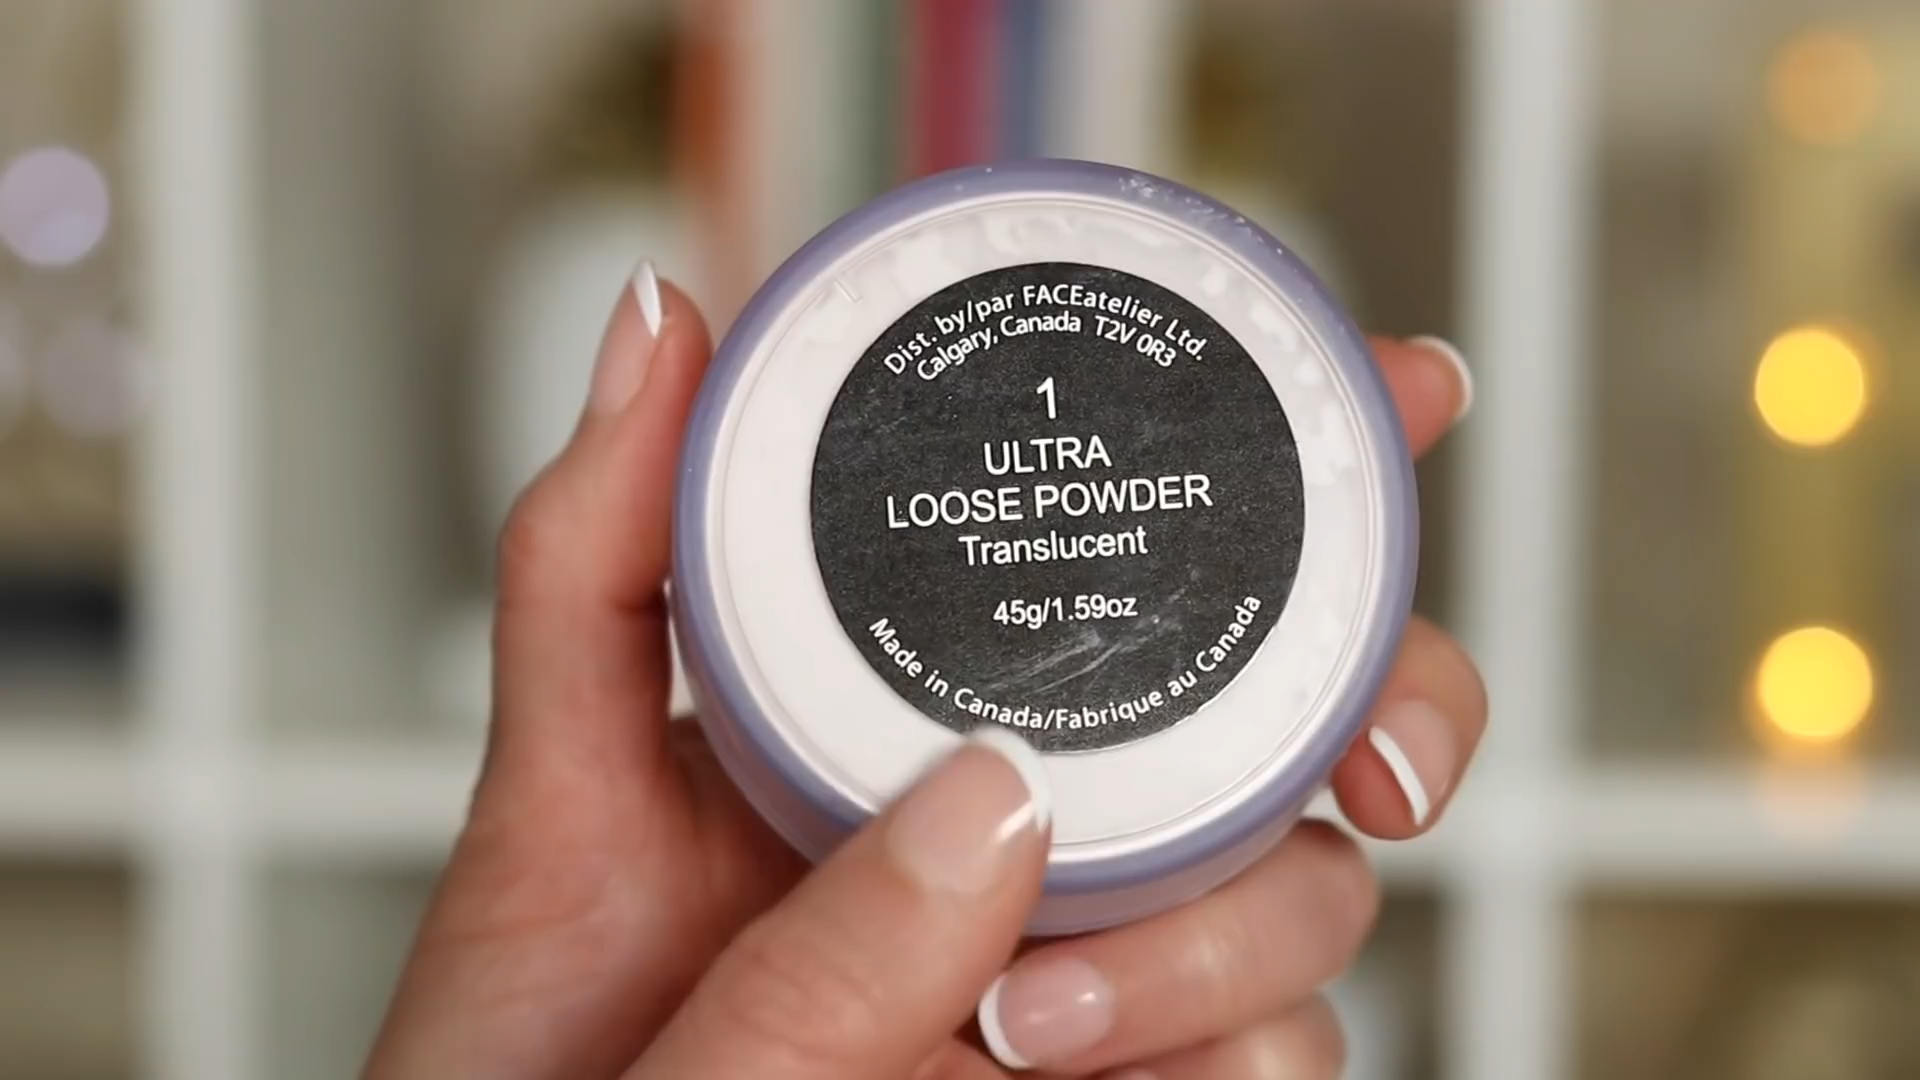 Dist. by/par FACEatelier Ltd.
Calgary, Canada T2V 0R3
1
ULTRA
LOOSE POWDER
Translucent
45g/1.59oz
Made in Canada/Fabrique au Canada